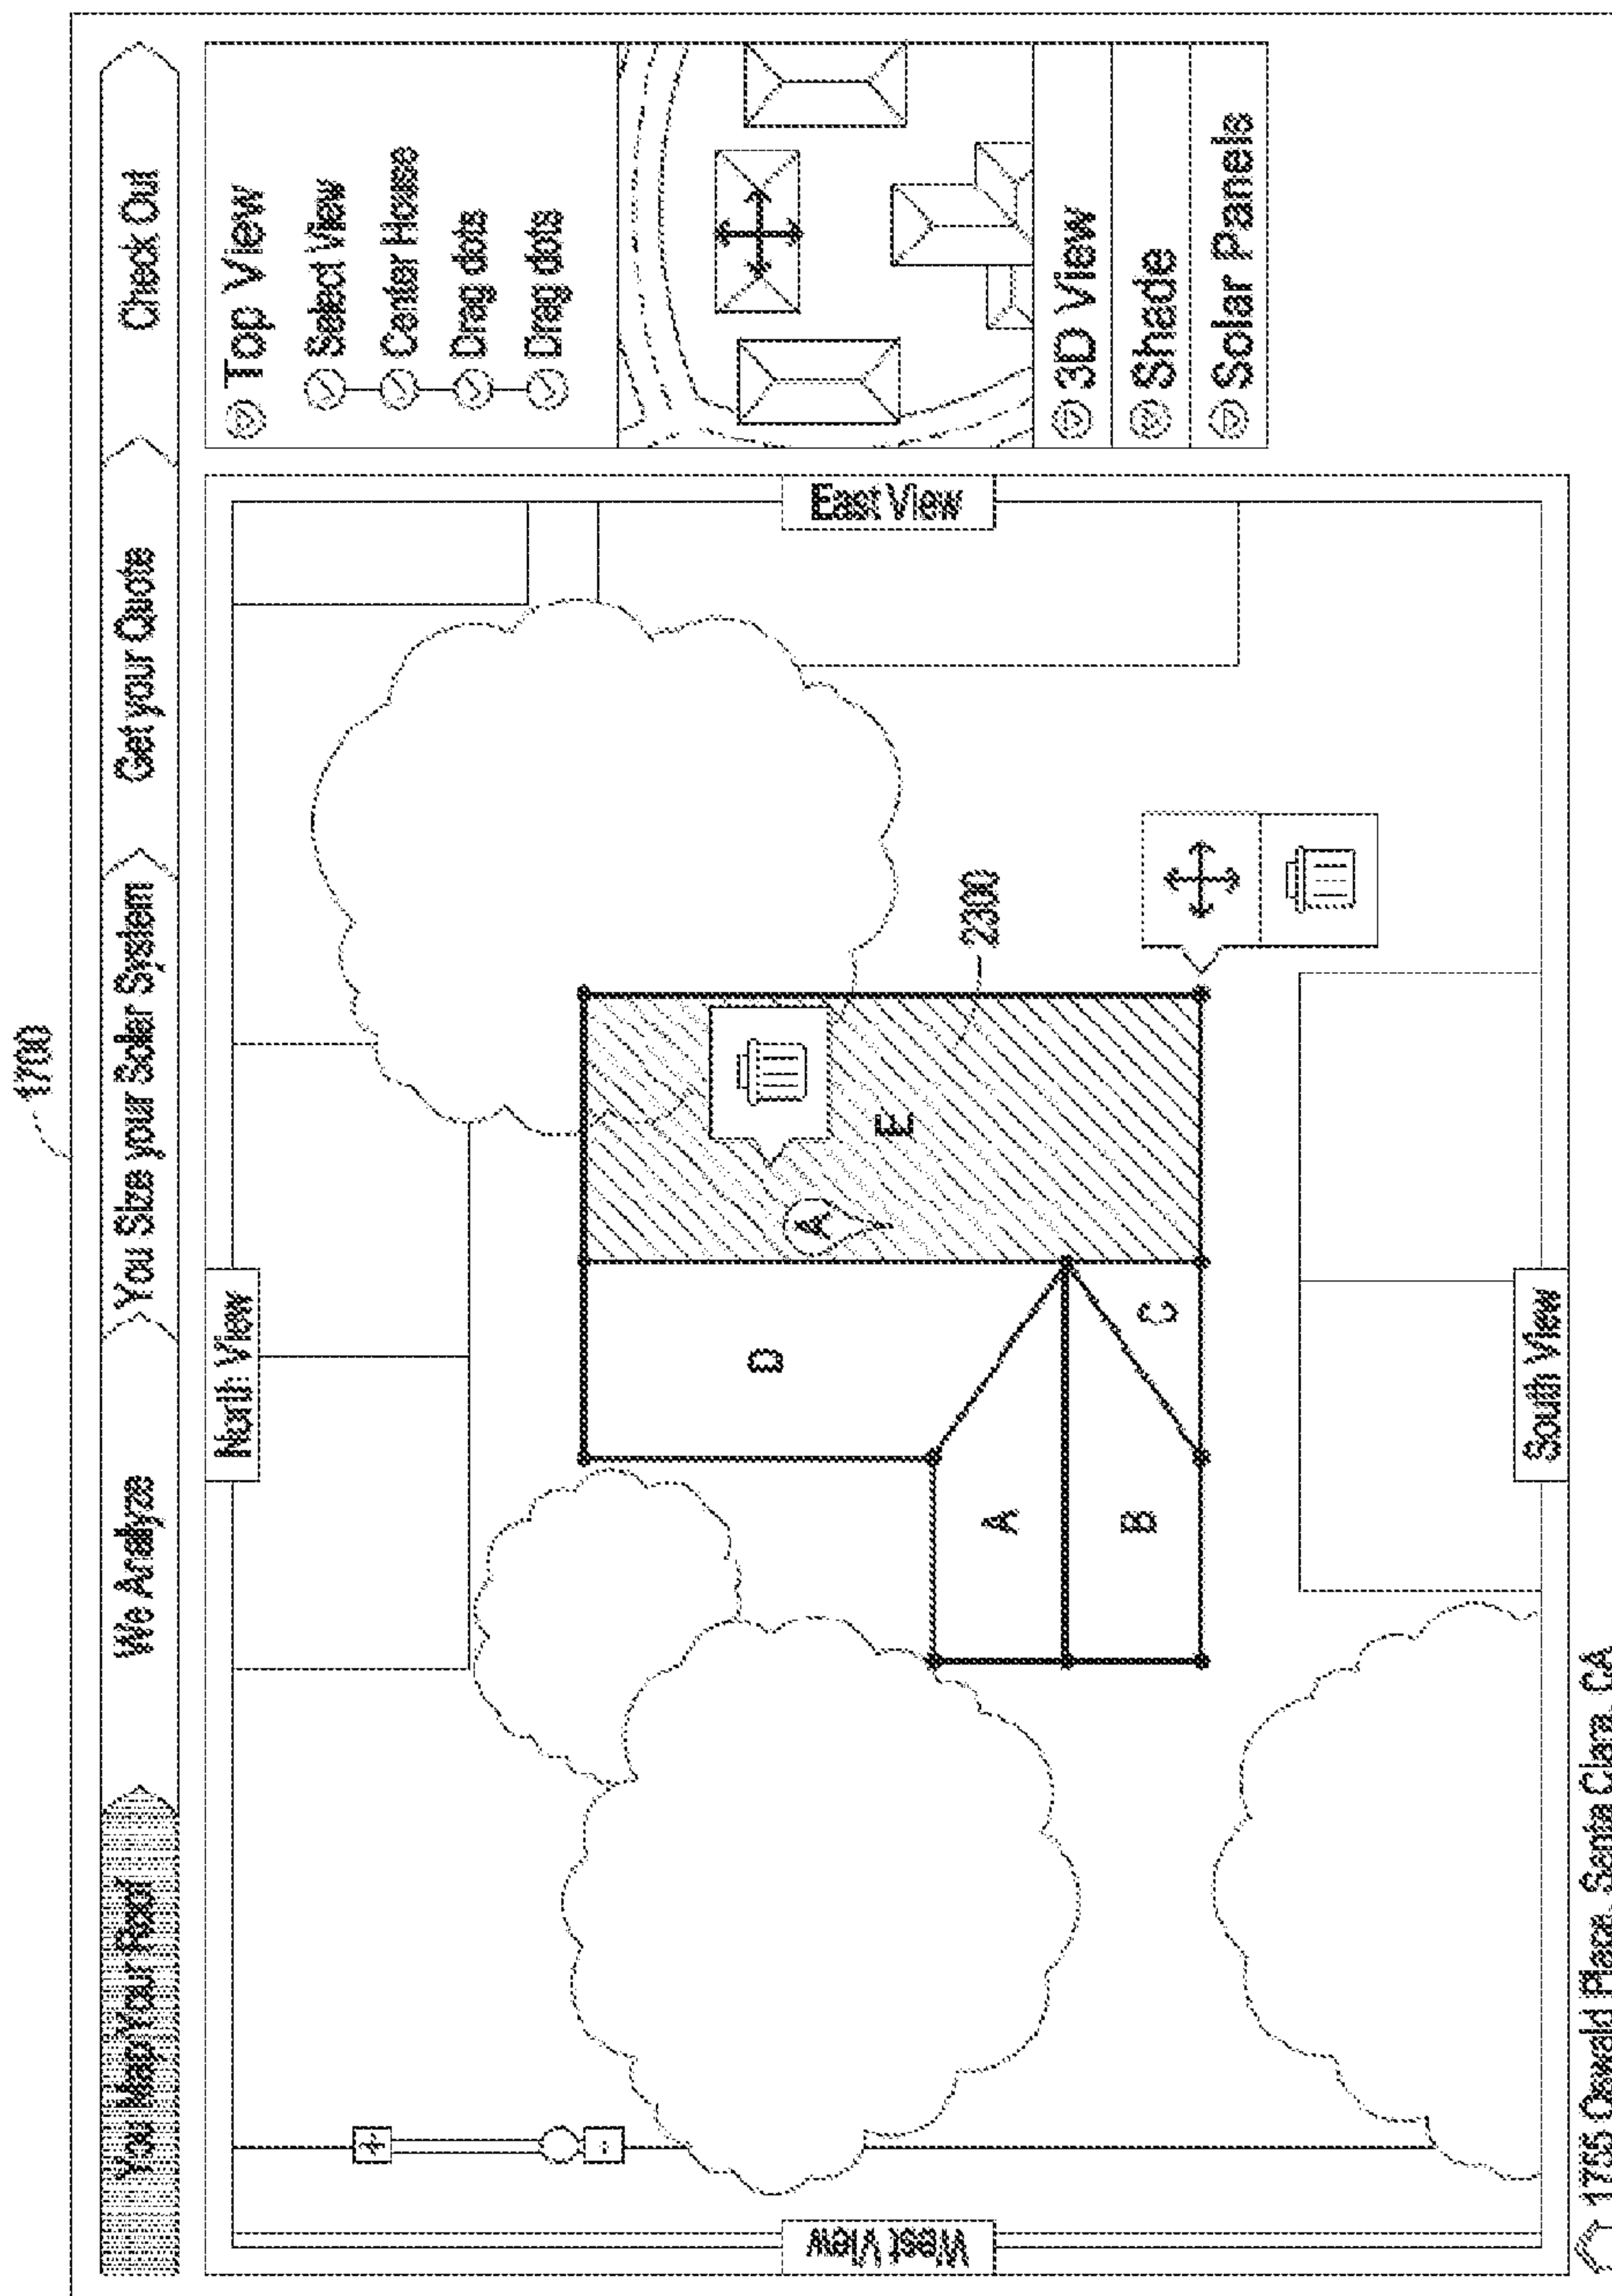 1700
You Map Your Roof
We Analyze
You Size your Solar System
Get your Quote
Check Out
North View
Top View
Select View
Center House
Drag dots
Drag dots
West View
East View
D
A
E
A
B
C
2300
+
-
3D View
Shade
Solar Panels
South View
1755 Oswald Place, Santa Clara, CA